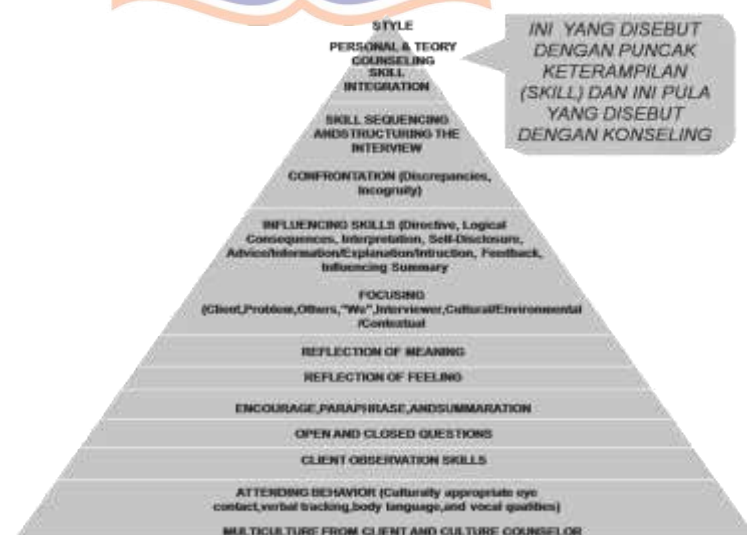 STYLE
PERSONAL & TEORY
COUNSELING
SKILL
INTEGRATION
INI YANG DISEBUT
DENGAN PUNCAK
KETERAMPILAN
(SKILL) DAN INI PULA
YANG DISEBUT
DENGAN KONSELING
SKILL SEQUENCING
ANDSTRUCTURING THE
INTERVIEW
CONFRONTATION (Discrepancies,
Incogruity)
INFLUENCING SKILLS (Directive, Logical
Consequences, Interpretation, Self-Disclosure,
Advice/Information/Explanation/Intruction, Feedback,
Influencing Summary
FOCUSING
(Client,Problem,Others,"We",Interviewer,Cultural/Environmental
/Contextual
REFLECTION OF MEANING
REFLECTION OF FEELING
ENCOURAGE,PARAPHRASE,ANDSUMMARATION
OPEN AND CLOSED QUESTIONS
CLIENT OBSERVATION SKILLS
ATTENDING BEHAVIOR (Culturally appropriate eye
contact,verbal tracking,body language,and vocal qualities)
MULTICULTURE FROM CLIENT AND CULTURE COUNSELOR